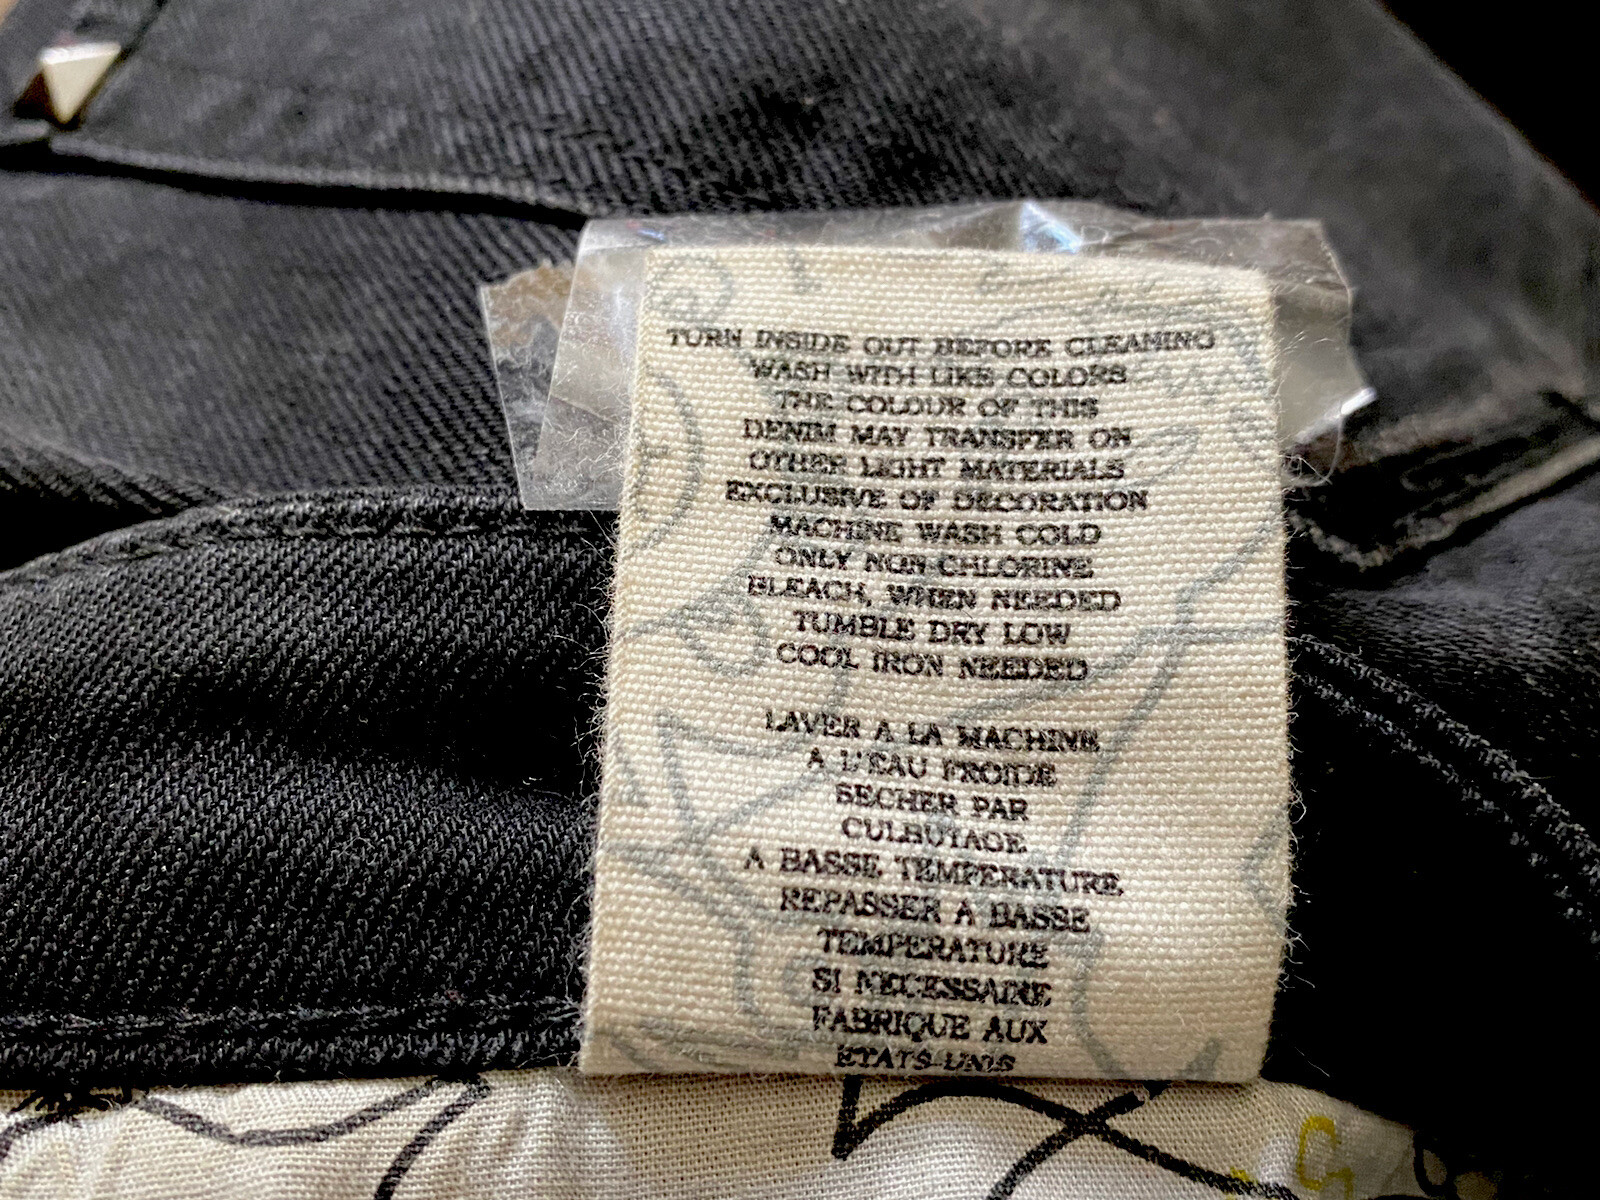 TURN INSIDE OUT BEFORE CLEANING
WASH WITH LIKE COLORS
THE COLOUR OF THIS
DENIM MAY TRANSFER ON
OTHER LIGHT MATERIALS
EXCLUSIVE OF DECORATION
MACHINE WASH COLD
ONLY NON-CHLORINE
BLEACH, WHEN NEEDED
TUMBLE DRY LOW
COOL IRON NEEDED
LAVER A LA MACHINE
A L'EAU FROIDE
SECHER PAR
CULBUTAGE
A BASSE TEMPERATURE
REPASSER A BASSE
TEMPERATURE
SI NECESSAIRE
FABRIQUE AUX
ETATS-UNIS